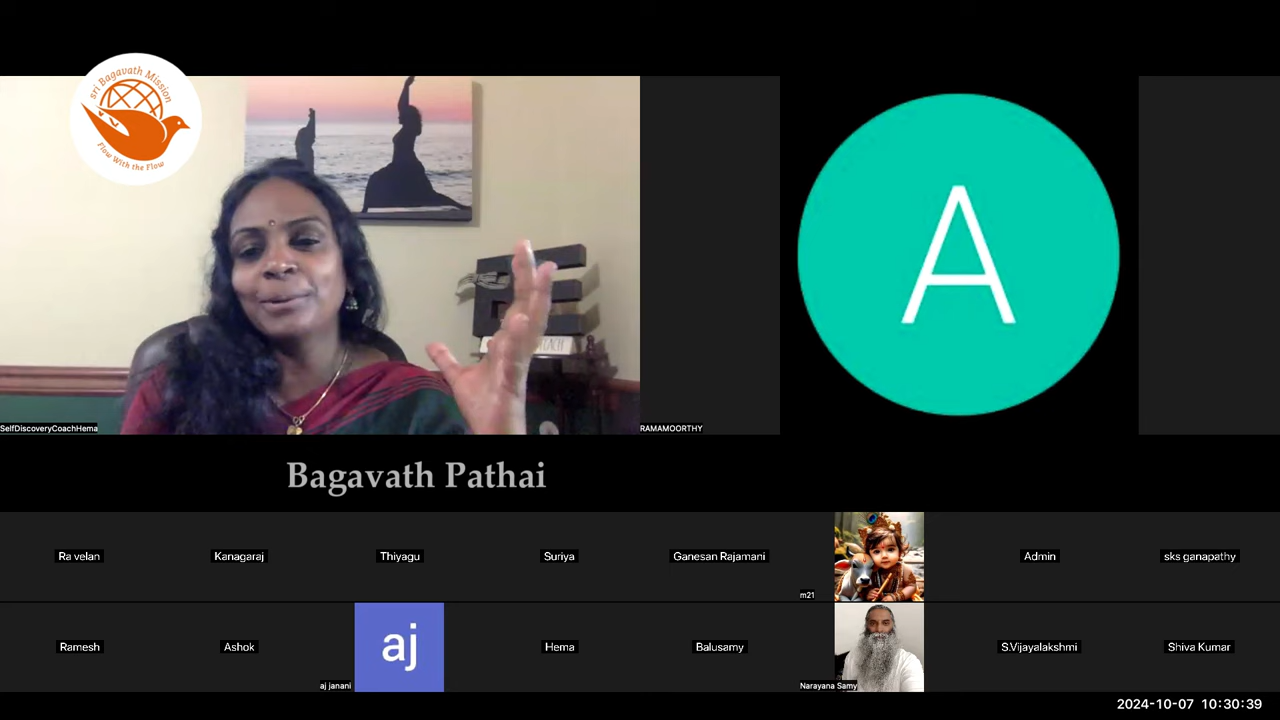 Sri Bagavath Mission
Flow With the Flow
SelfDiscoveryCoachHema
RAMAMOORTHY
A
Bagavath Pathai
Ra velan
Kanagaraj
Thiyagu
Suriya
Ganesan Rajamani
m21
Admin
sks ganapathy
Ramesh
Ashok
aj
aj janani
Hema
Balusamy
Narayana Samy
S.Vijayalakshmi
Shiva Kumar
2024-10-07 10:30:39